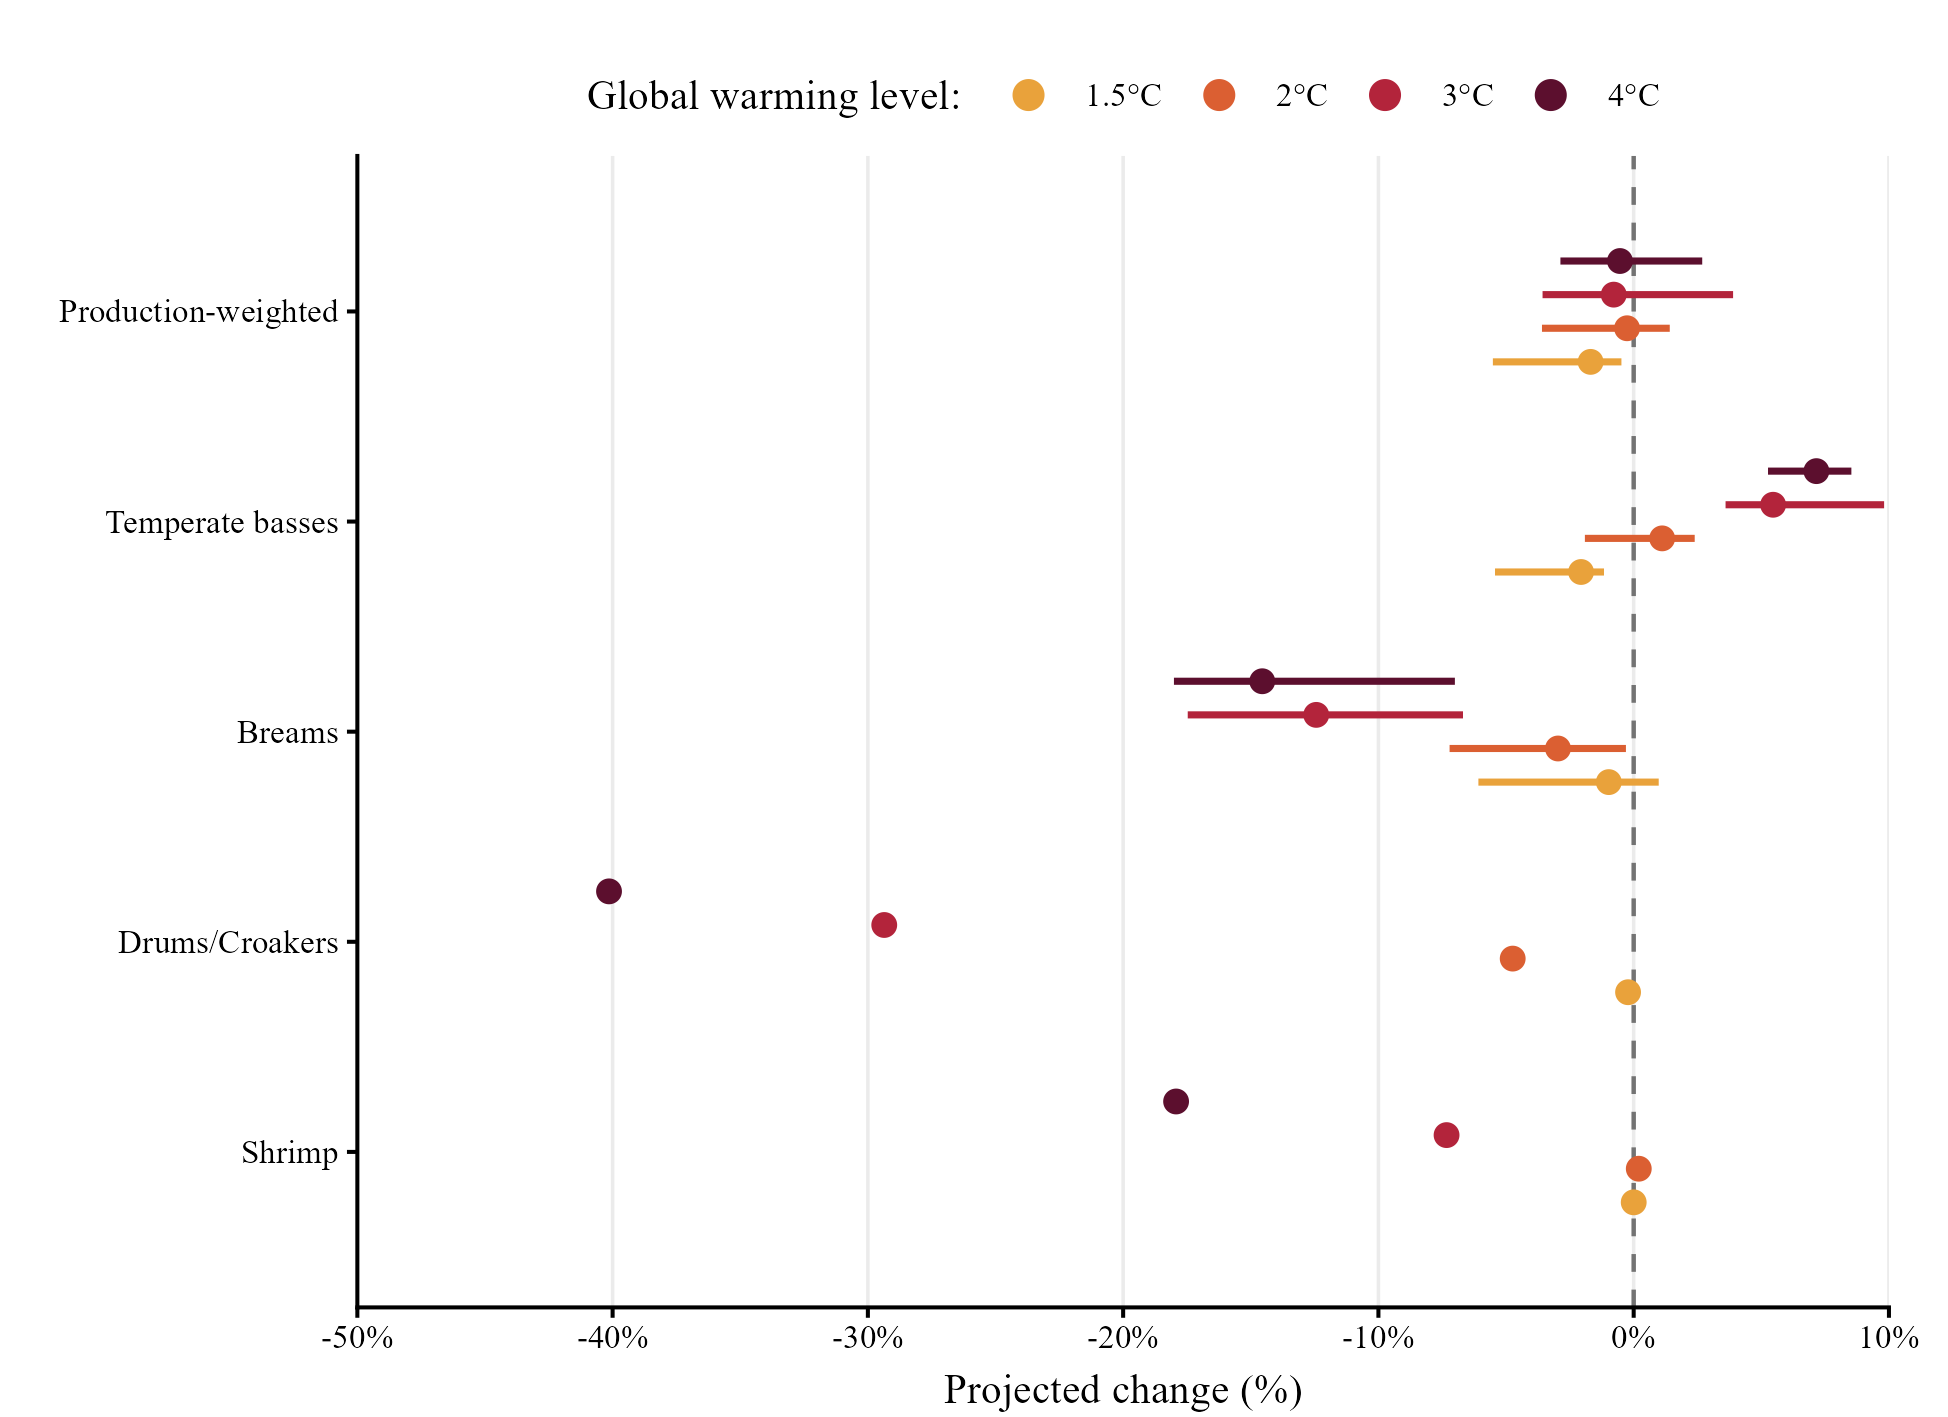 Global warming level: 1.5°C 2°C 3°C 4°C
Production-weighted
Temperate basses
Breams
Drums/Croakers
Shrimp
-50% -40% -30% -20% -10% 0% 10%
Projected change (%)